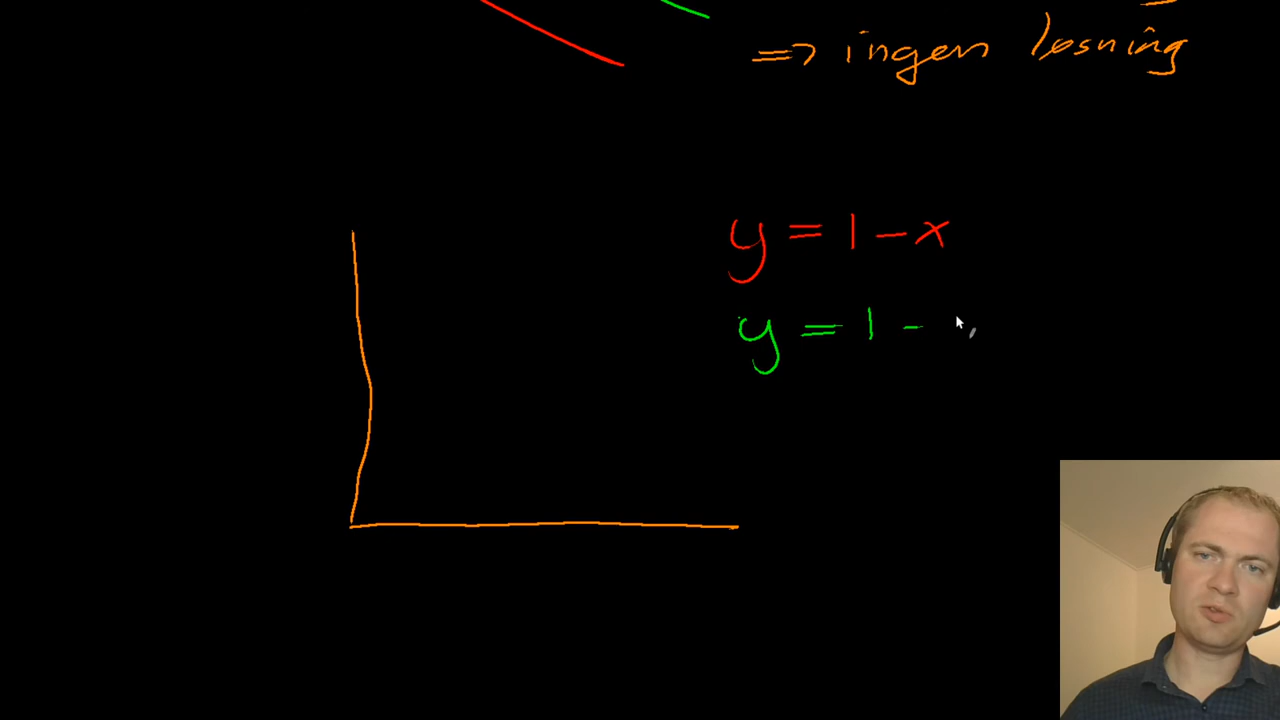 => ingen løsning
y = 1 - x
y = 1 -